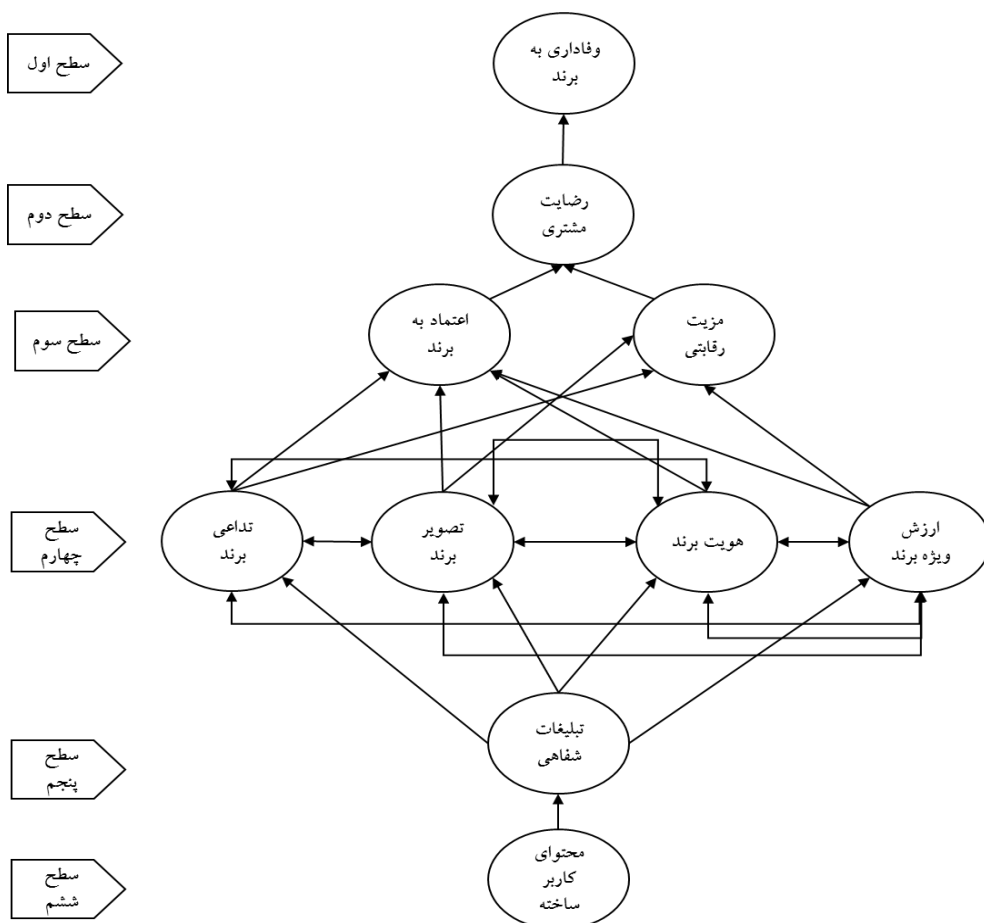 سطح اول
وفاداری به
برند
سطح دوم
رضایت
مشتری
سطح سوم
مزیت
رقابتی
اعتماد به
برند
سطح
چهارم
ارزش
ویژه برند
هویت برند
تصویر
برند
تداعی
برند
سطح
پنجم
تبلیغات
شفاهی
سطح
ششم
محتوای
کاربر
ساخته